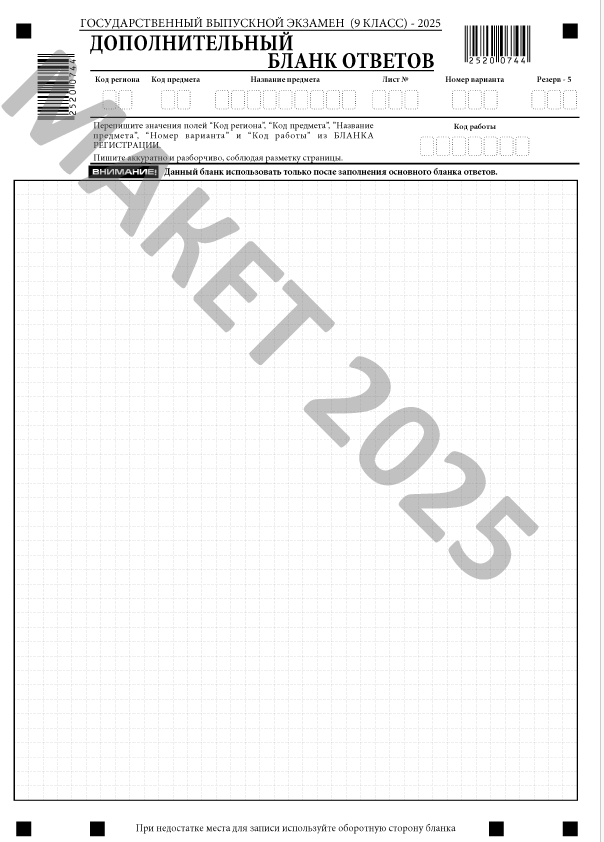 ГОСУДАРСТВЕННЫЙ ВЫПУСКНОЙ ЭКЗАМЕН (9 КЛАСС) - 2025
ДОПОЛНИТЕЛЬНЫЙ
БЛАНК ОТВЕТОВ
2520 0744
2520 0744
Код региона Код предмета Название предмета Лист № Номер варианта Резерв - 5
Перепишите значения полей "Код региона", "Код предмета", "Название
предмета", "Номер варианта" и "Код работы" из БЛАНКА
РЕГИСТРАЦИИ.
Пишите аккуратно и разборчиво, соблюдая разметку страницы.
Код работы
ВНИМАНИЕ! Данный бланк использовать только после заполнения основного бланка ответов.
МАКЕТ 2025
При недостатке места для записи используйте оборотную сторону бланка